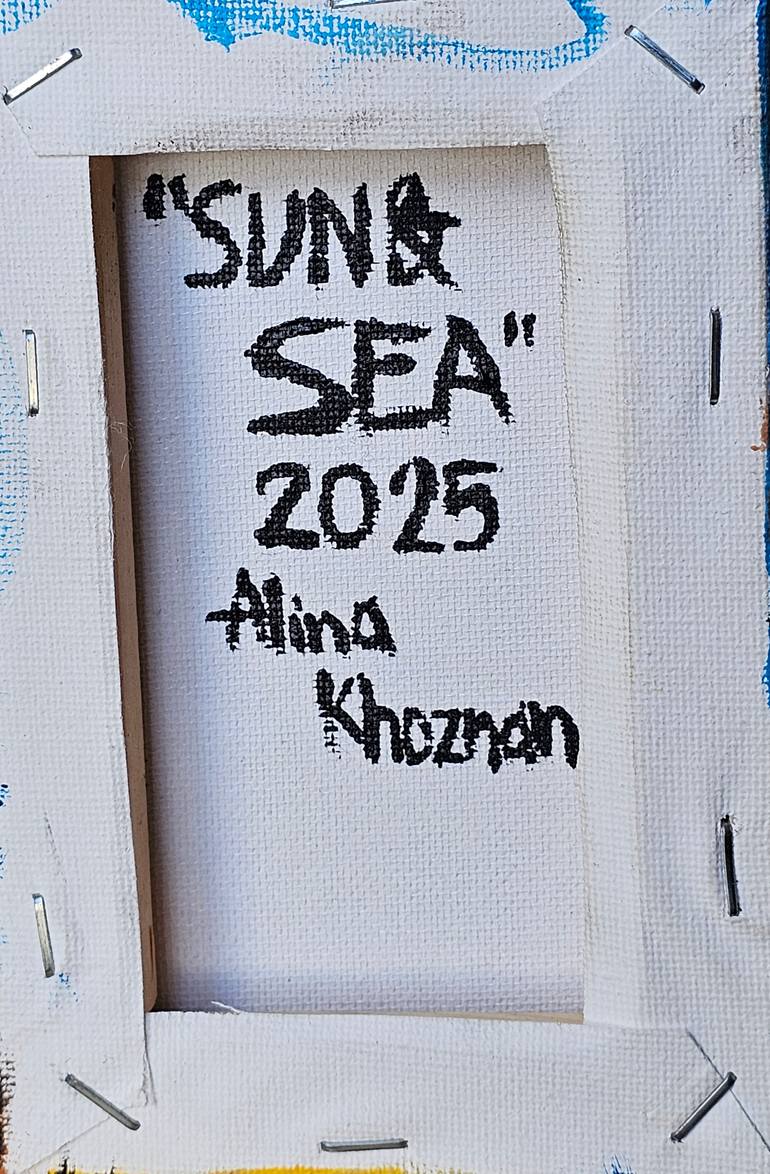 "SUN &
SEA"
2025
Alina
Khoznan